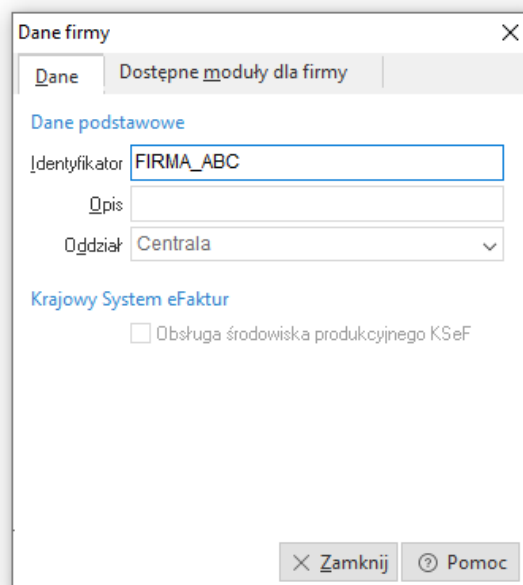 Dane firmy
Dane
Dostępne moduły dla firmy
Dane podstawowe
Identyfikator FIRMA_ABC
Opis
Oddział Centrala
Krajowy System eFaktur
Obsługa środowiska produkcyjnego KSeF
Zamknij
Pomoc